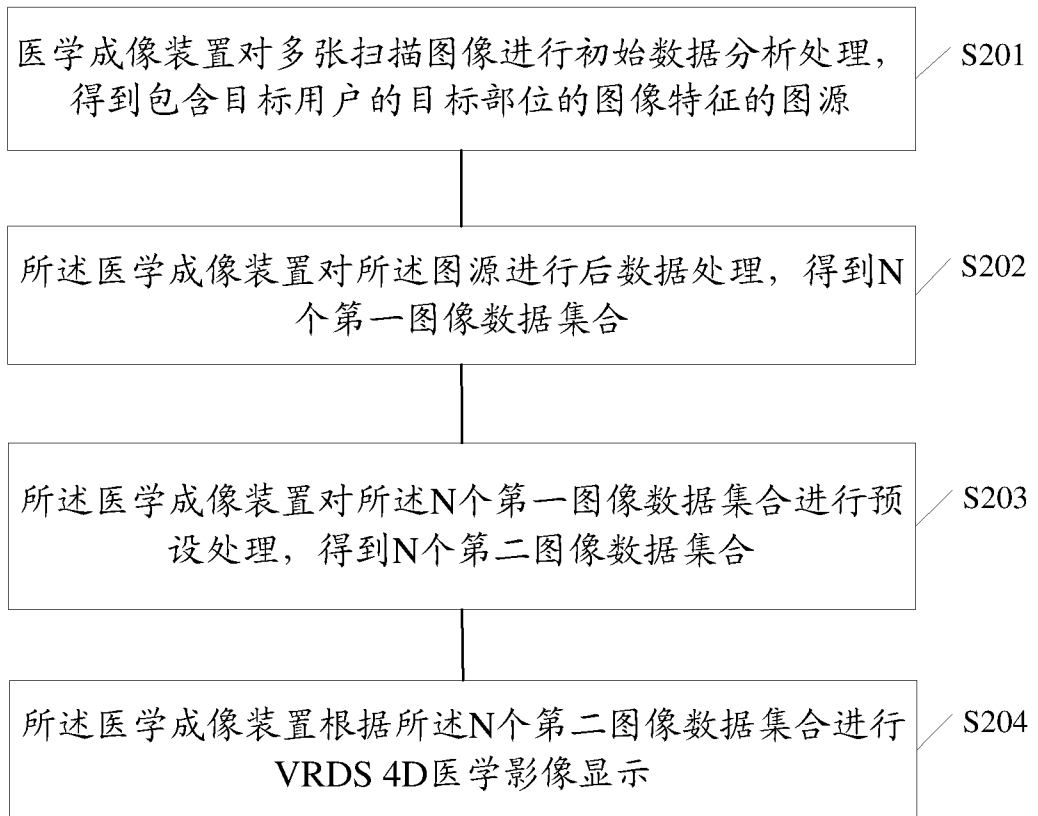 医学成像装置对多张扫描图像进行初始数据分析处理，
得到包含目标用户的目标部位的图像特征的图源
S201
所述医学成像装置对所述图源进行后数据处理，得到N
个第一图像数据集合
S202
所述医学成像装置对所述N个第一图像数据集合进行预
设处理，得到N个第二图像数据集合
S203
所述医学成像装置根据所述N个第二图像数据集合进行
VRDS 4D医学影像显示
S204